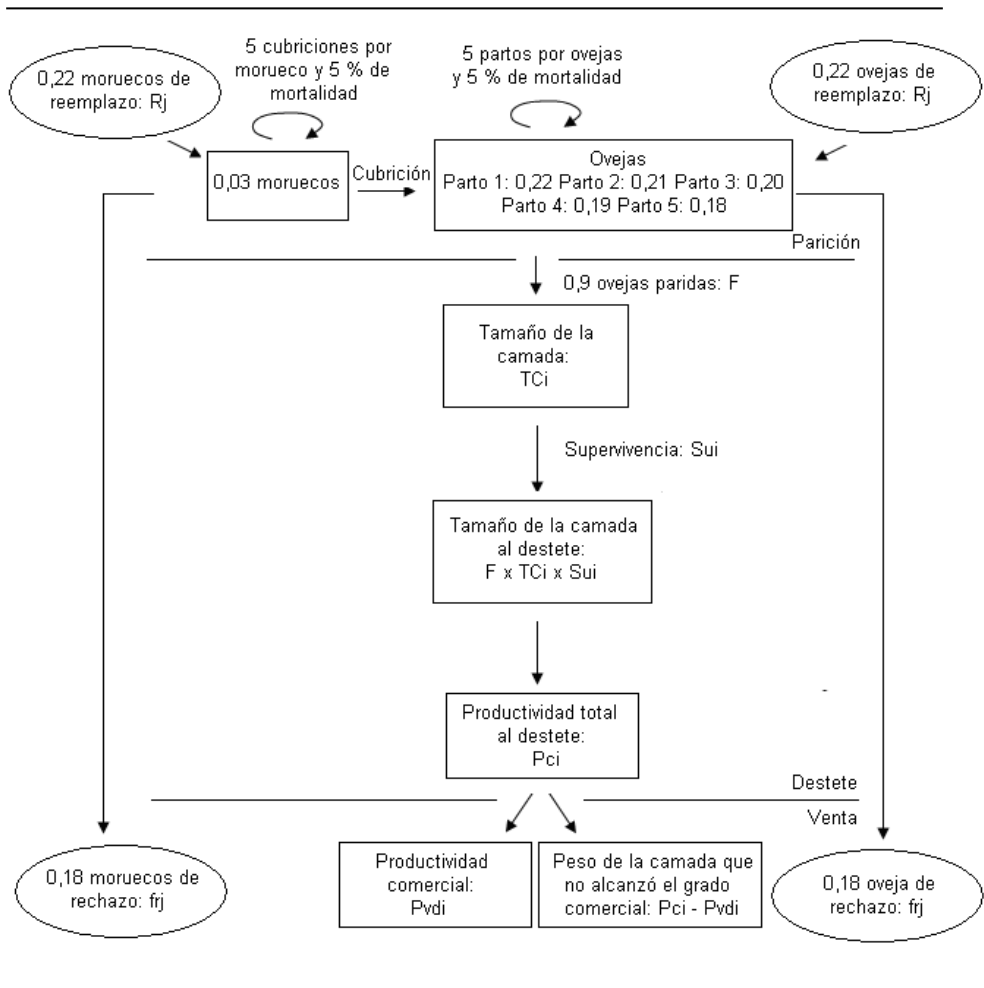 0,22 moruecos de
reemplazo: Rj
5 cubriciones por
morueco y 5 % de
mortalidad
5 partos por ovejas
y 5 % de mortalidad
0,22 ovejas de
reemplazo: Rj
0,03 moruecos
Cubrición
Ovejas
Parto 1: 0,22 Parto 2: 0,21 Parto 3: 0,20
Parto 4: 0,19 Parto 5: 0,18
Parición
0,9 ovejas paridas: F
Tamaño de la
camada:
TCi
Supervivencia: Sui
Tamaño de la camada
al destete:
F x TCi x Sui
Productividad total
al destete:
Pci
Destete
Venta
0,18 moruecos de
rechazo: frj
Productividad
comercial:
Pvdi
Peso de la camada que
no alcanzó el grado
comercial: Pci - Pvdi
0,18 oveja de
rechazo: frj